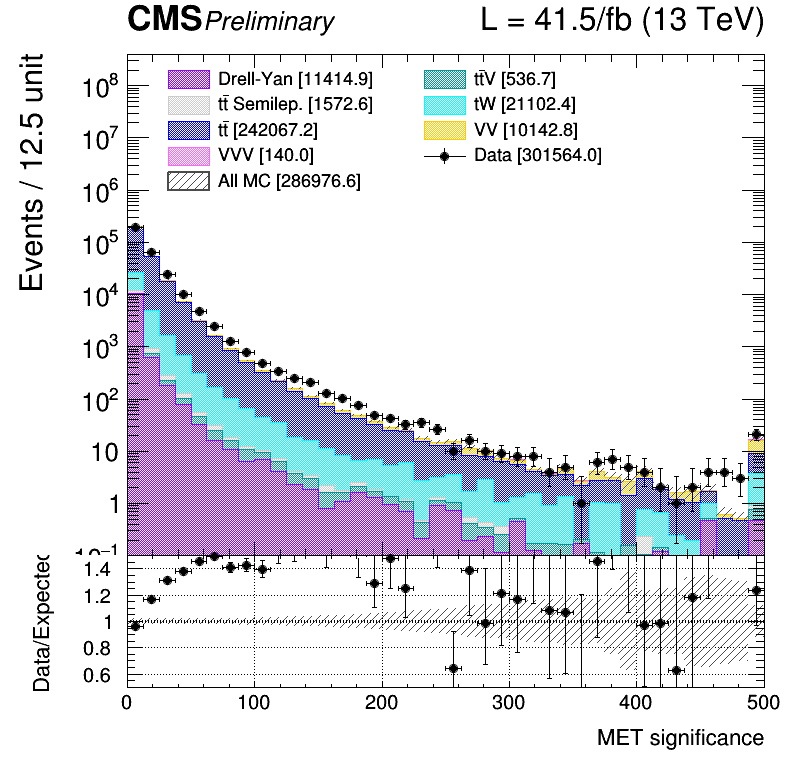 CMS Preliminary L = 41.5/fb (13 TeV)
Events / 12.5 unit
Drell-Yan [11414.9]
tt̄ Semilep. [1572.6]
tt̄ [242067.2]
VVV [140.0]
All MC [286976.6]
tt̄V [536.7]
tW [21102.4]
VV [10142.8]
Data [301564.0]
10⁸
10⁷
10⁶
10⁵
10⁴
10³
10²
10
1
10⁻¹
Data/Expected
1.4
1.2
1
0.8
0.6
0 100 200 300 400 500
MET significance